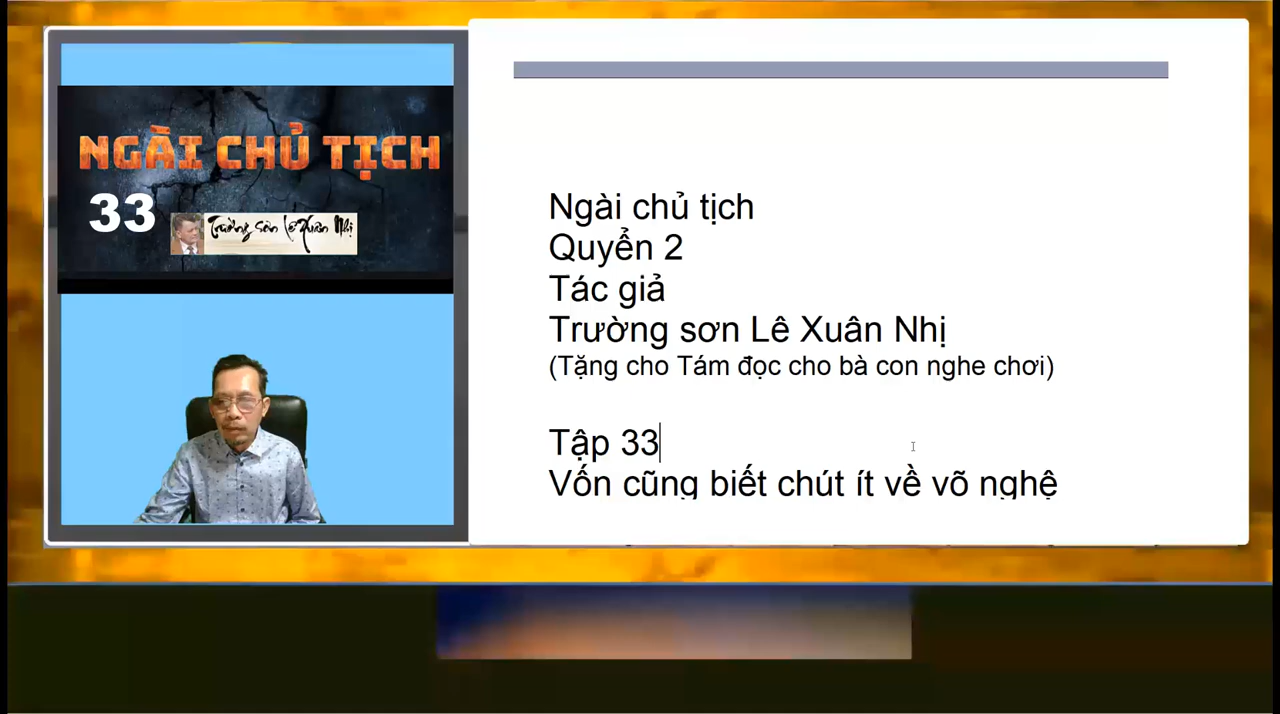 NGÀI CHỦ TỊCH
33
Trường sơn Lê Xuân Nhị
Ngài chủ tịch
Quyển 2
Tác giả
Trường sơn Lê Xuân Nhị
(Tặng cho Tám đọc cho bà con nghe chơi)
Tập 33
Vốn cũng biết chút ít về võ nghệ